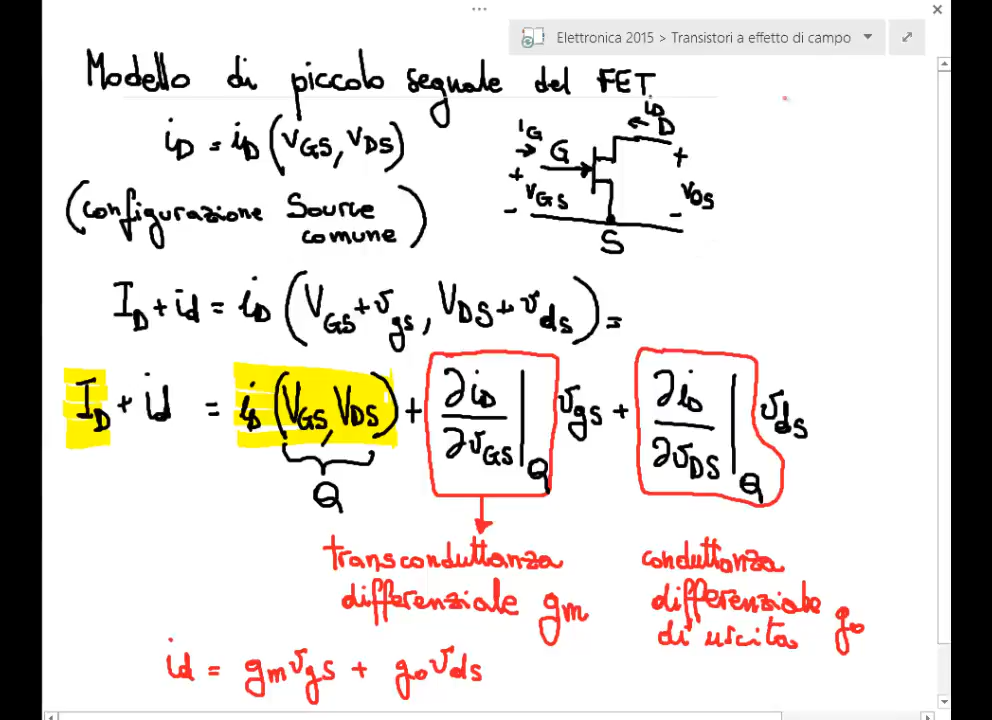 Elettronica 2015 > Transistori a effetto di campo
Modello di piccolo segnale del FET
iD = iD (vGS, vDS)
iG G iD D
+ vGS - + vDS -
S
(configurazione Source
comune)
ID + id = iD (VGS + vgs, VDS + vds) =
ID + id = iD (VGS, VDS) + ∂iD/∂vGS |Q vgs + ∂iD/∂vDS |Q vds
Q
transconduttanza
differenziale gm
conduttanza
differenziale go
di uscita
id = gm vgs + go vds